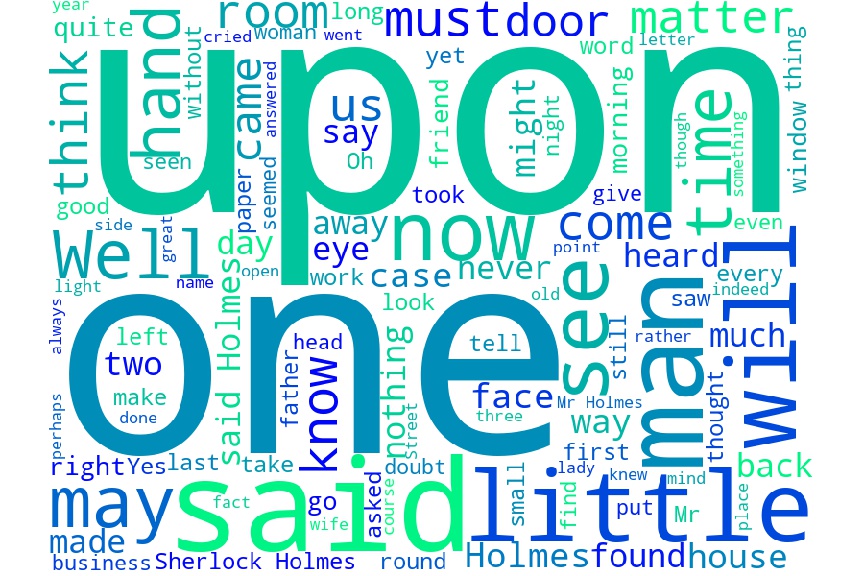 year
quite
cried
woman
went
room
long
must
door
matter
think
hand
without
came
answered
upon
us
say
Oh
seen
yet
word
letter
friend
might
night
morning
time
though
something
window
thing
good
side
paper
seemed
took
give
even
Well
great
day
away
eye
now
come
heard
point
light
name
open
work
case
never
see
man
will
every
indeed
saw
old
always
left
two
make
done
said Holmes
look
one
head
father
know
nothing
Street
tell
face
three
Mr Holmes
still
rather
much
way
thought
perhaps
right
Yes
last
take
doubt
first
lady
knew
mind
back
may
said
fact
wife
go
asked
course
little
small
find
put
Mr
place
made
business
Sherlock Holmes
round
Holmes
found
house